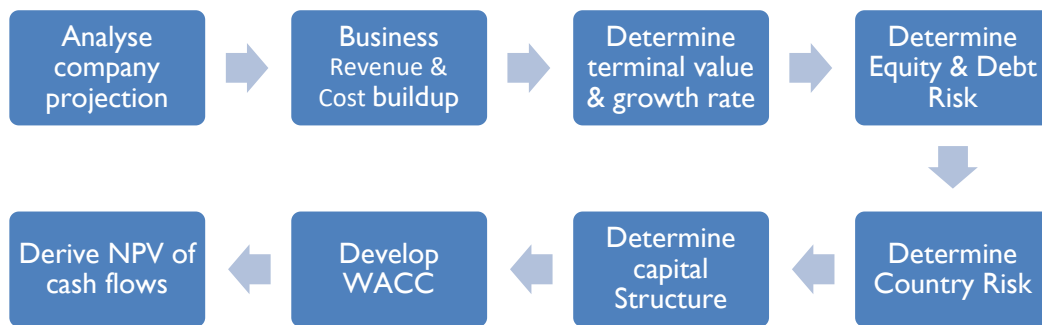 Analyse
company
projection
Business
Revenue &
Cost buildup
Determine
terminal value
& growth rate
Determine
Equity & Debt
Risk
Determine
Country Risk
Determine
capital
Structure
Develop
WACC
Derive NPV of
cash flows